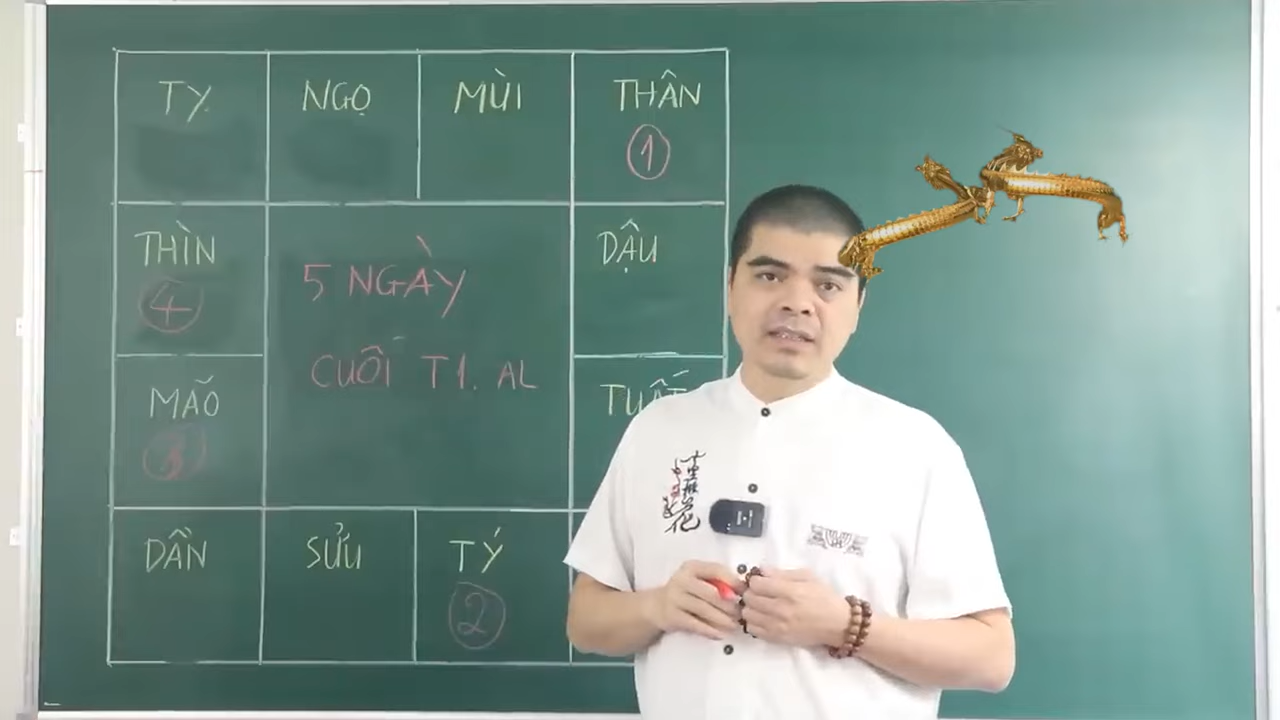 TỴ NGỌ MÙI THÂN
1
THÌN DẬU
4
5 NGÀY
CUỐI T1. AL
MÃO TUẤT
3
DẦN SỬU TÝ
2